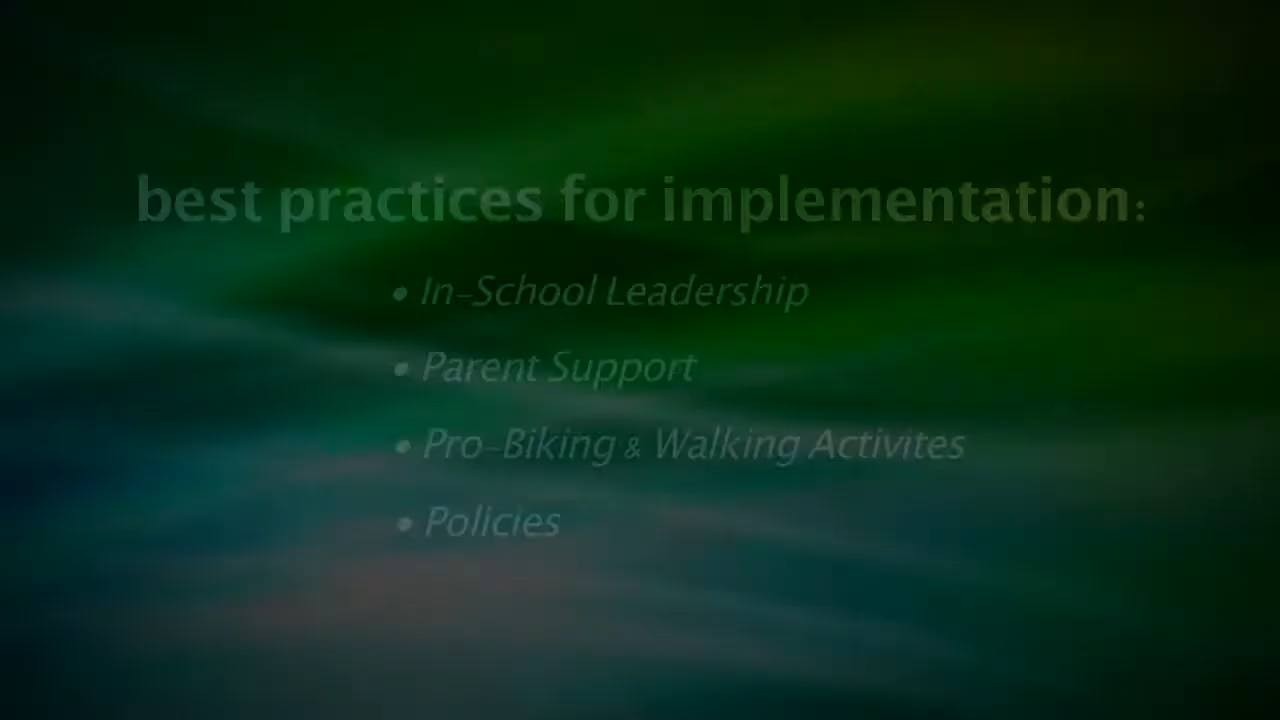 best practices for implementation:
• In-School Leadership
• Parent Support
• Pro-Biking & Walking Activites
• Policies